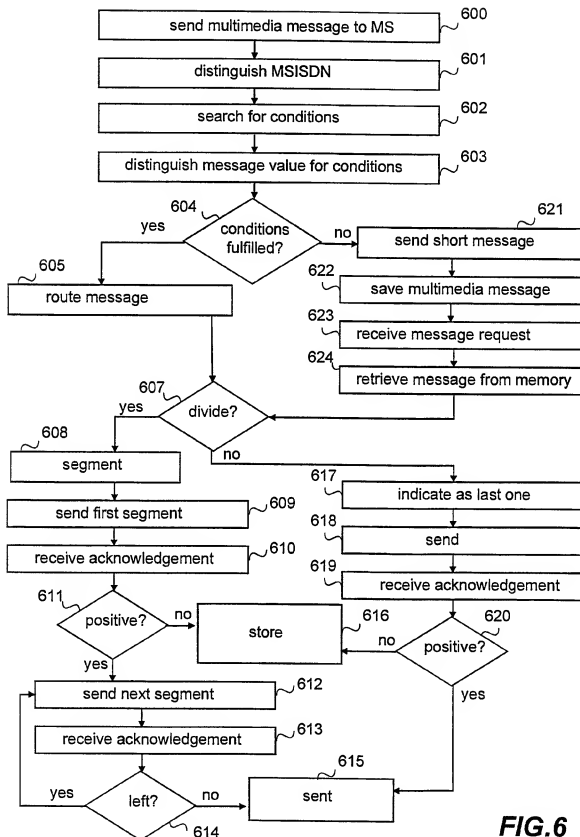 send multimedia message to MS 600
distinguish MSISDN 601
search for conditions 602
distinguish message value for conditions 603
604 conditions fulfilled?
yes
no
605
route message
621
send short message
622
save multimedia message
623
receive message request
624
retrieve message from memory
607
divide?
yes
no
608
segment
send first segment 609
receive acknowledgement 610
611
positive?
no
yes
store 616
617
indicate as last one
618
send
619
receive acknowledgement
620
positive?
no
yes
send next segment 612
receive acknowledgement 613
left?
yes
no
614
615
sent
FIG.6